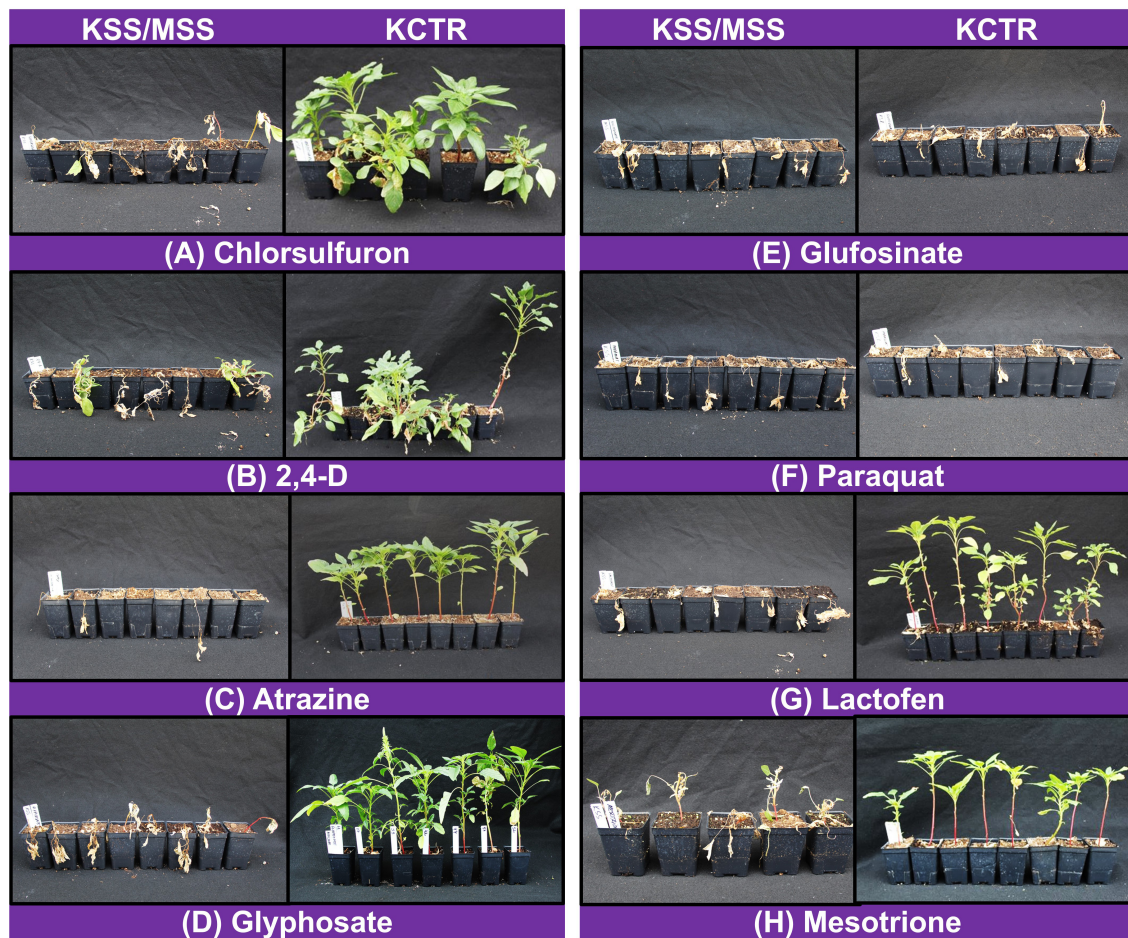 KSS/MSS KCTR
(A) Chlorsulfuron
(B) 2,4-D
(C) Atrazine
(D) Glyphosate
KSS/MSS KCTR
(E) Glufosinate
(F) Paraquat
(G) Lactofen
(H) Mesotrione